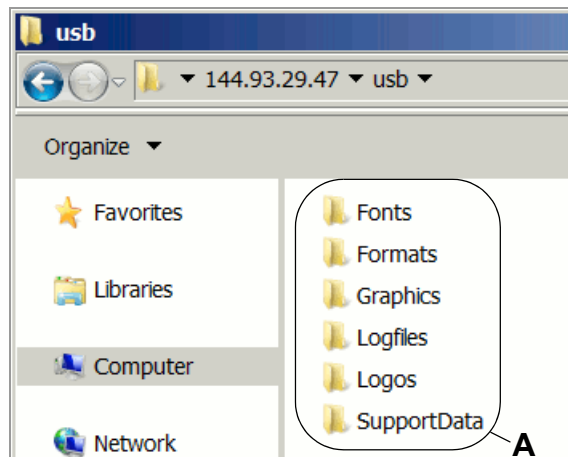 usb
144.93.29.47 usb
Organize
Favorites
Libraries
Computer
Network
Fonts
Formats
Graphics
Logfiles
Logos
SupportData
A